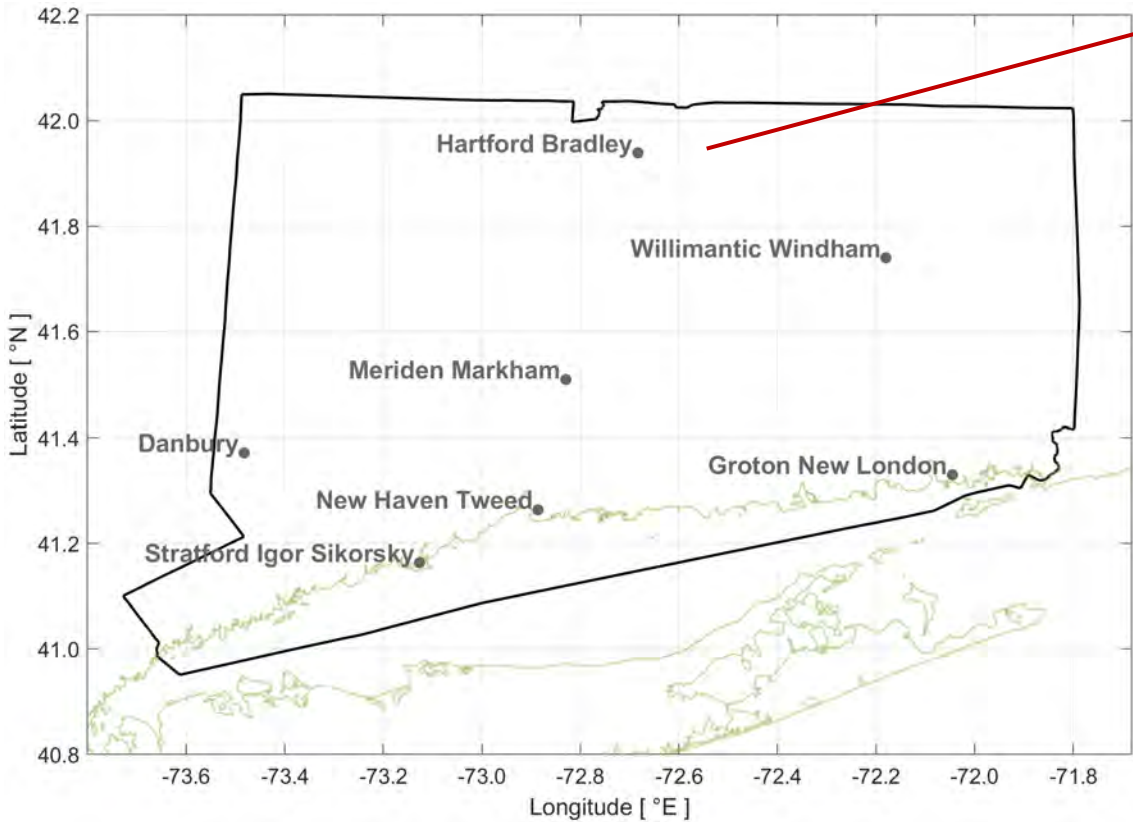 42.2
42.0
41.8
41.6
41.4
41.2
41.0
40.8
Latitude [ °N ]
Hartford Bradley
Willimantic Windham
Meriden Markham
Danbury
Groton New London
New Haven Tweed
Stratford Igor Sikorsky
-73.6 -73.4 -73.2 -73.0 -72.8 -72.6 -72.4 -72.2 -72.0 -71.8
Longitude [ °E ]